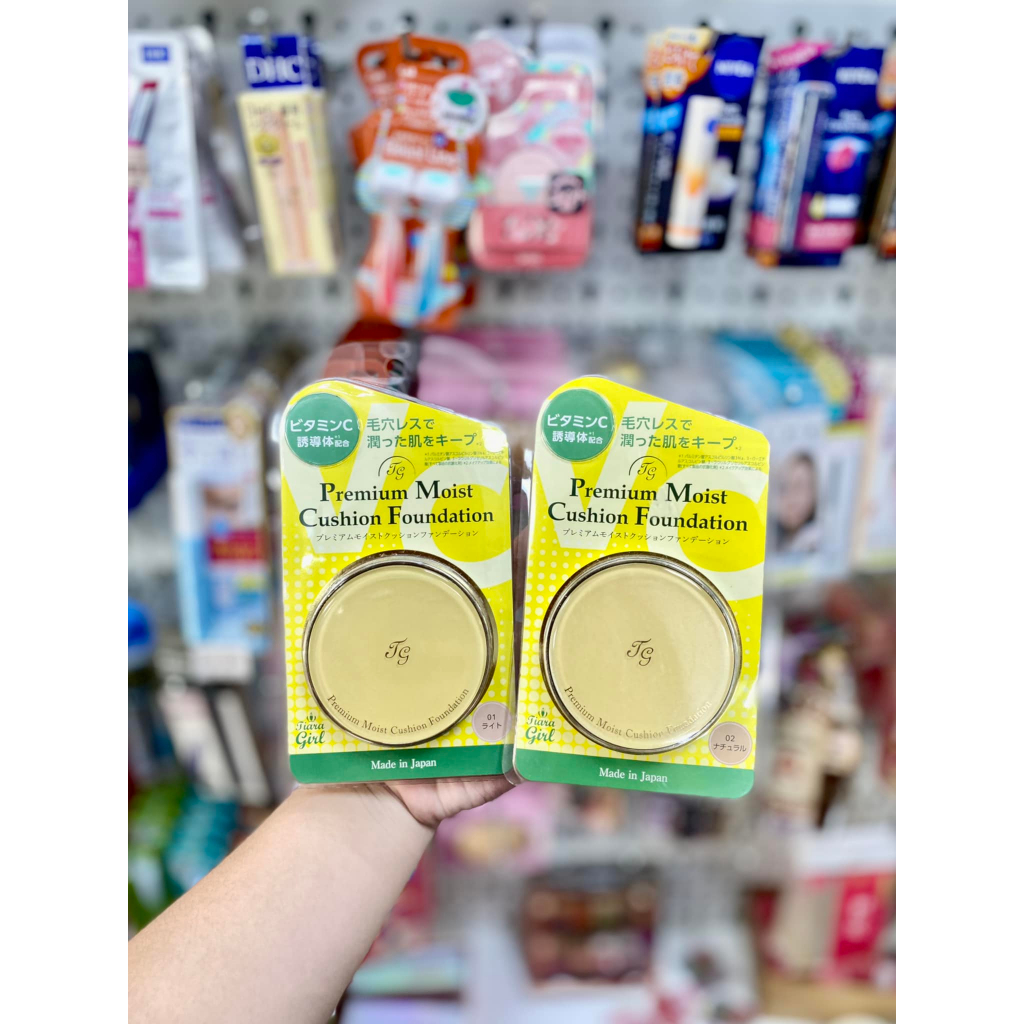 DHC
NIVEA
NIVEA
ビタミンC
誘導体配合
毛穴レスで
潤った肌をキープ
TG
Premium Moist
Cushion Foundation
プレミアムモイストクッションファンデーション
TG
Premium Moist Cushion Foundation
01
ライト
Tiara
Girl
Made in Japan
ビタミンC
誘導体配合
毛穴レスで
潤った肌をキープ
TG
Premium Moist
Cushion Foundation
プレミアムモイストクッションファンデーション
TG
Premium Moist Cushion
02
ナチュラル
Tiara
Girl
Made in Japan